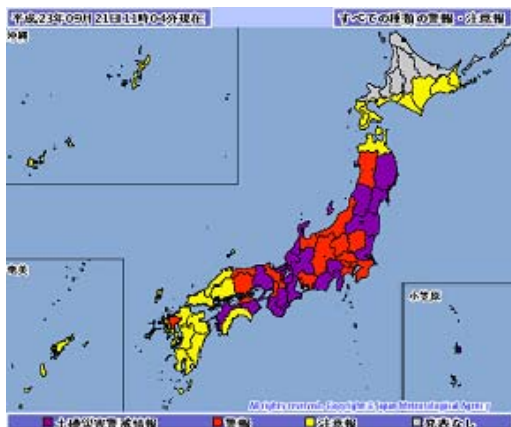 平成23年09月21日11時04分現在
すべての種類の警報・注意報
沖縄
奄美
小笠原
All rights reserved. Copyright © Japan Meteorological Agency
土砂災害警戒情報
警報
注意報
発表なし